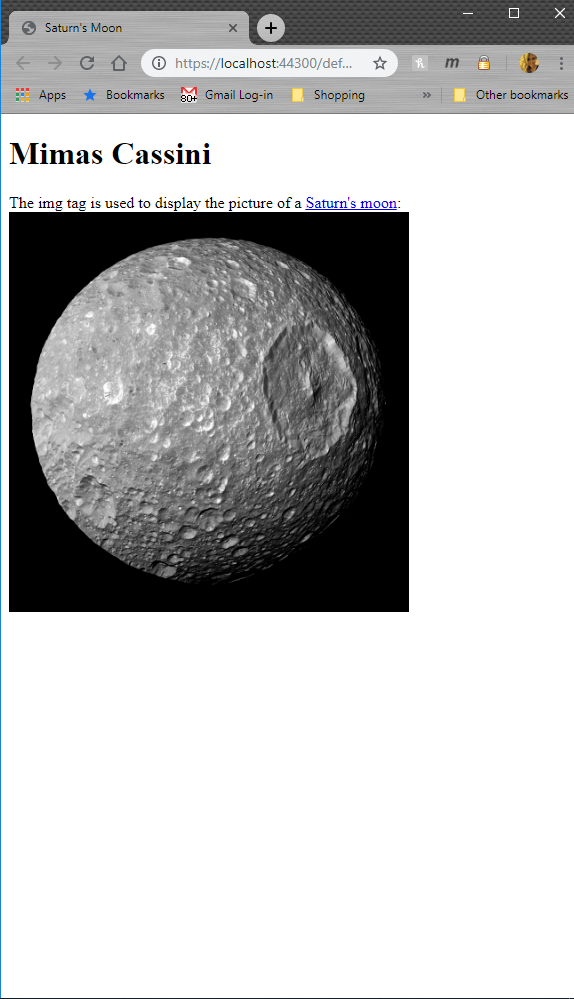 Saturn's Moon
https://localhost:44300/def...
m
Apps Bookmarks 80+ Gmail Log-in Shopping » Other bookmarks
Mimas Cassini
The img tag is used to display the picture of a Saturn's moon: